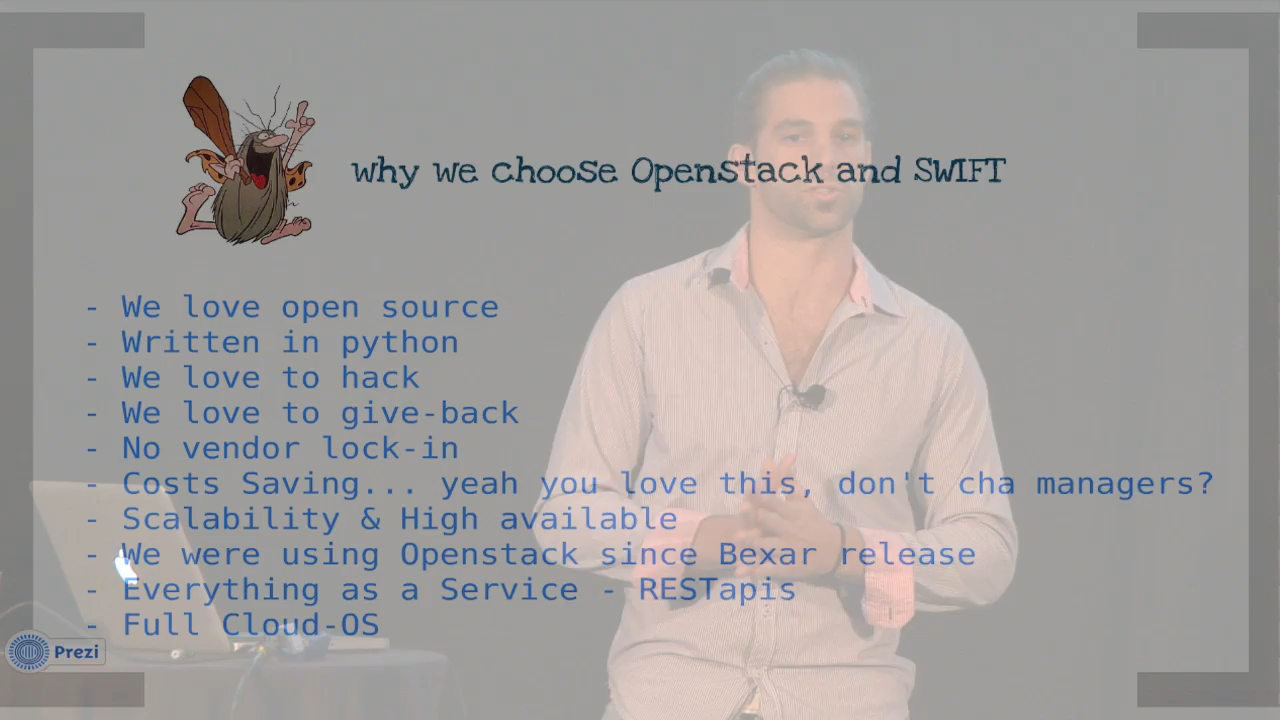 why we choose Openstack and SWIFT
- We love open source
- Written in python
- We love to hack
- We love to give-back
- No vendor lock-in
- Costs Saving... yeah you love this, don't cha managers?
- Scalability & High available
- We were using Openstack since Bexar release
- Everything as a Service - RESTapis
- Full Cloud-OS
Prezi